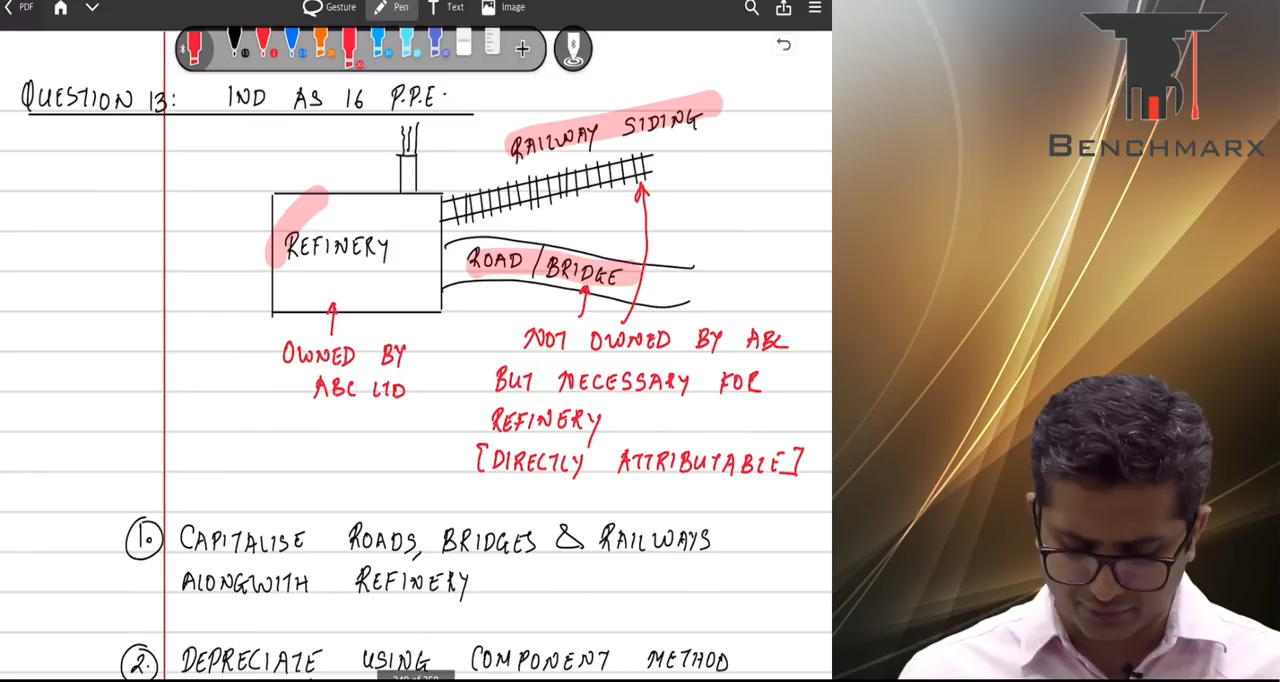 PDF
Gesture
Pen
Text
Image
QUESTION 13: IND AS 16 P.P.E.
RAILWAY SIDING
REFINERY
ROAD / BRIDGE
OWNED BY
ABC LTD
NOT OWNED BY ABC
BUT NECESSARY FOR
REFINERY
[DIRECTLY ATTRIBUTABLE]
1. CAPITALISE ROADS, BRIDGES & RAILWAYS
ALONGWITH REFINERY
2. DEPRECIATE USING COMPONENT METHOD
BENCHMARX